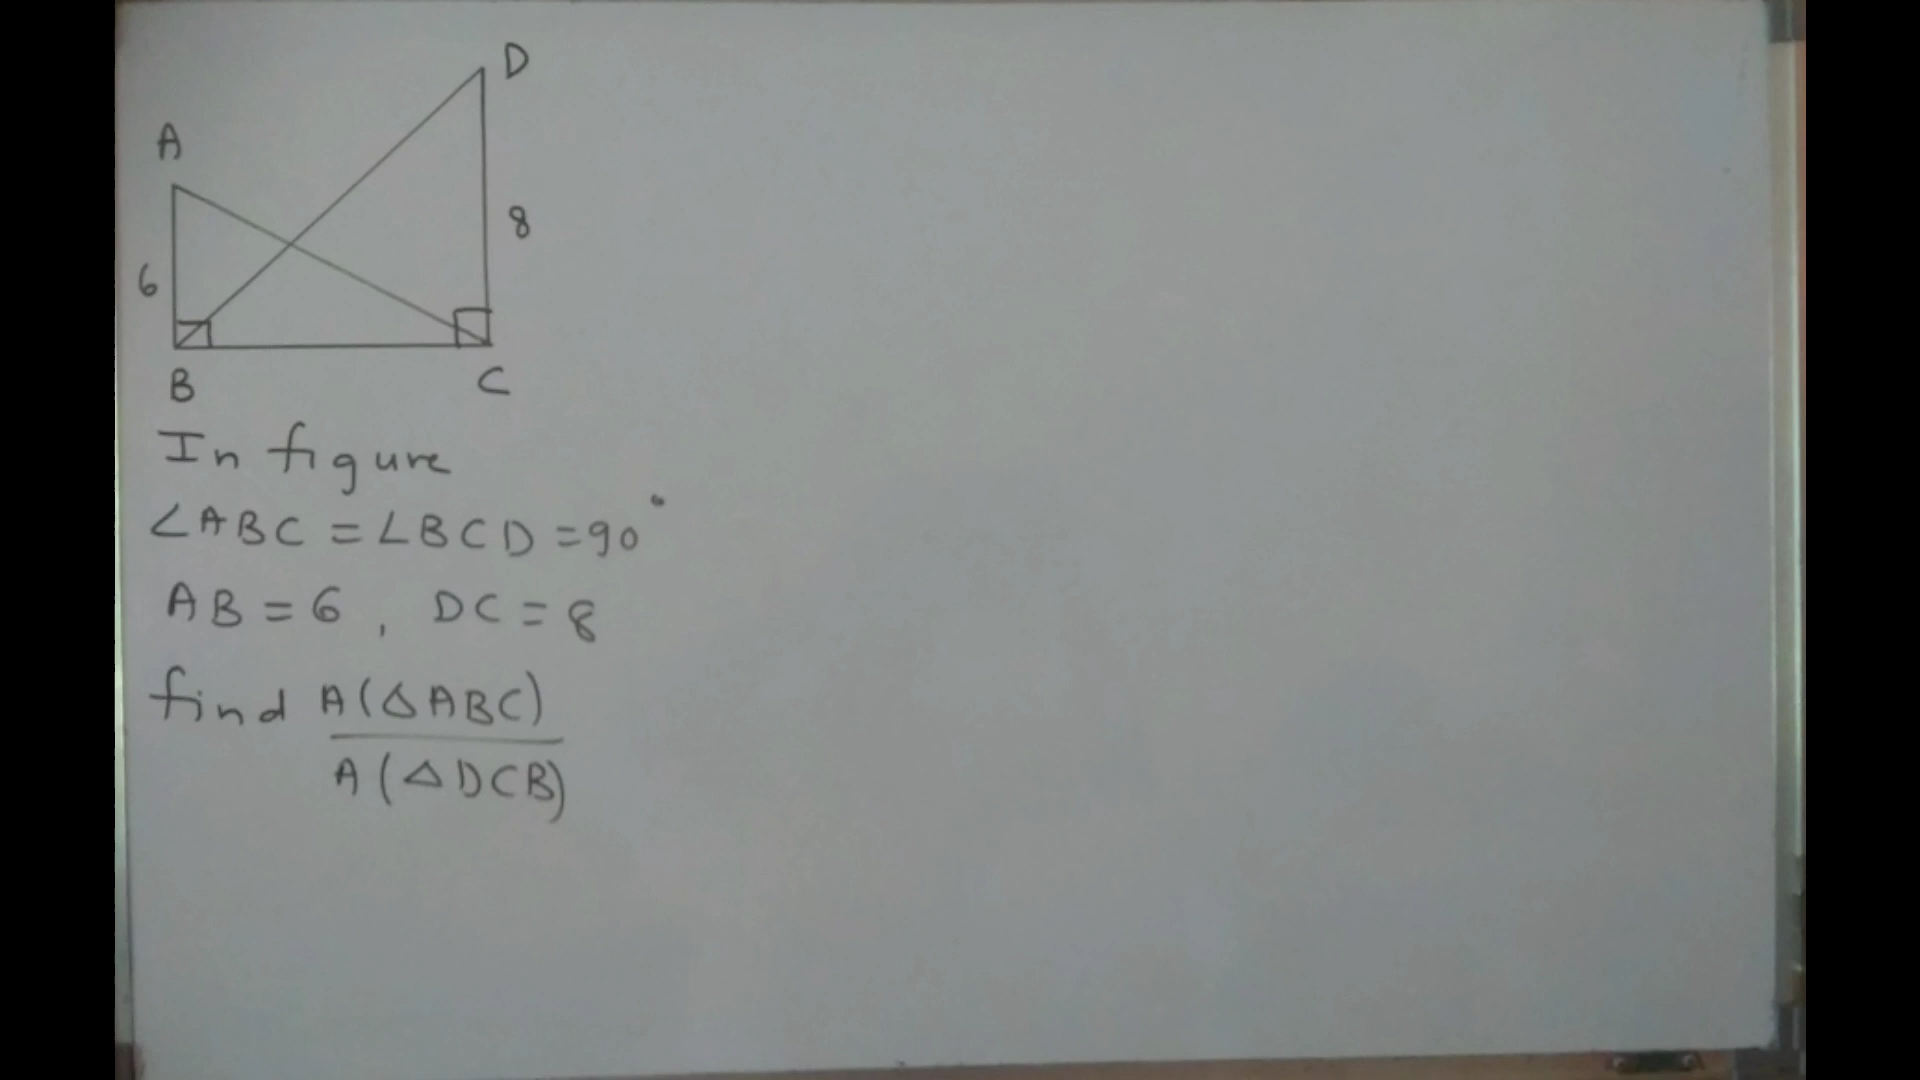 D
A
8
6
B C
In figure
∠ABC = ∠BCD = 90°
AB = 6, DC = 8
find A(△ABC)
A(△DCB)